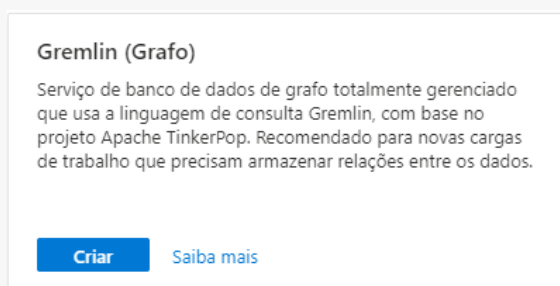 Gremlin (Grafo)
Serviço de banco de dados de grafo totalmente gerenciado
que usa a linguagem de consulta Gremlin, com base no
projeto Apache TinkerPop. Recomendado para novas cargas
de trabalho que precisam armazenar relações entre os dados.
Criar Saiba mais